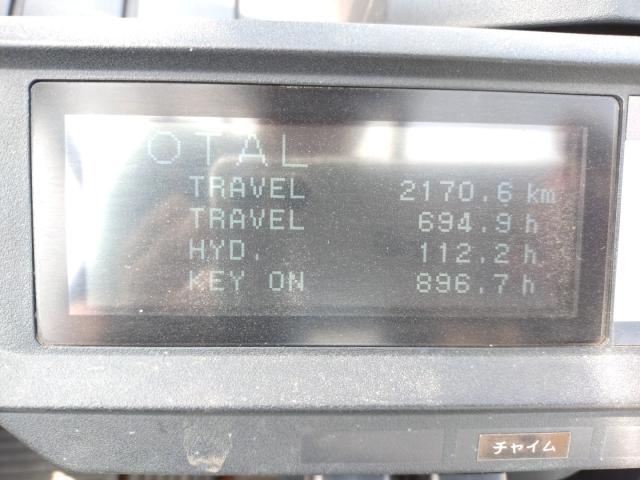 OTAL
TRAVEL 2170.6 km
TRAVEL 694.9 h
HYD. 112.2 h
KEY ON 896.7 h
チャイム